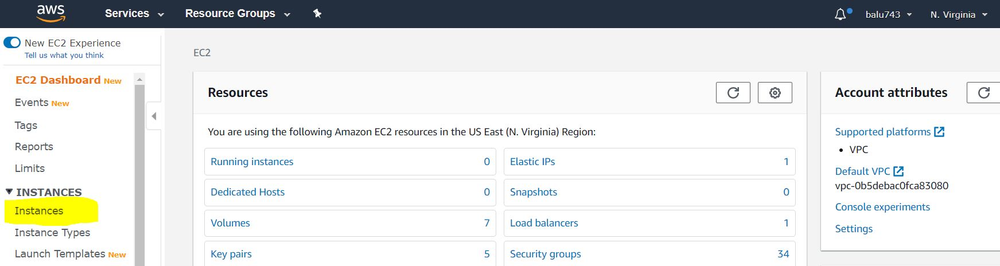 aws
Services
Resource Groups
balu743
N. Virginia
New EC2 Experience
Tell us what you think
EC2 Dashboard New
Events New
Tags
Reports
Limits
INSTANCES
Instances
Instance Types
Launch Templates New
EC2
Resources
You are using the following Amazon EC2 resources in the US East (N. Virginia) Region:
Running instances 0
Elastic IPs 1
Dedicated Hosts 0
Snapshots 0
Volumes 7
Load balancers 1
Key pairs 5
Security groups 34
Account attributes
Supported platforms
• VPC
Default VPC
vpc-0b5debac0fca83080
Console experiments
Settings